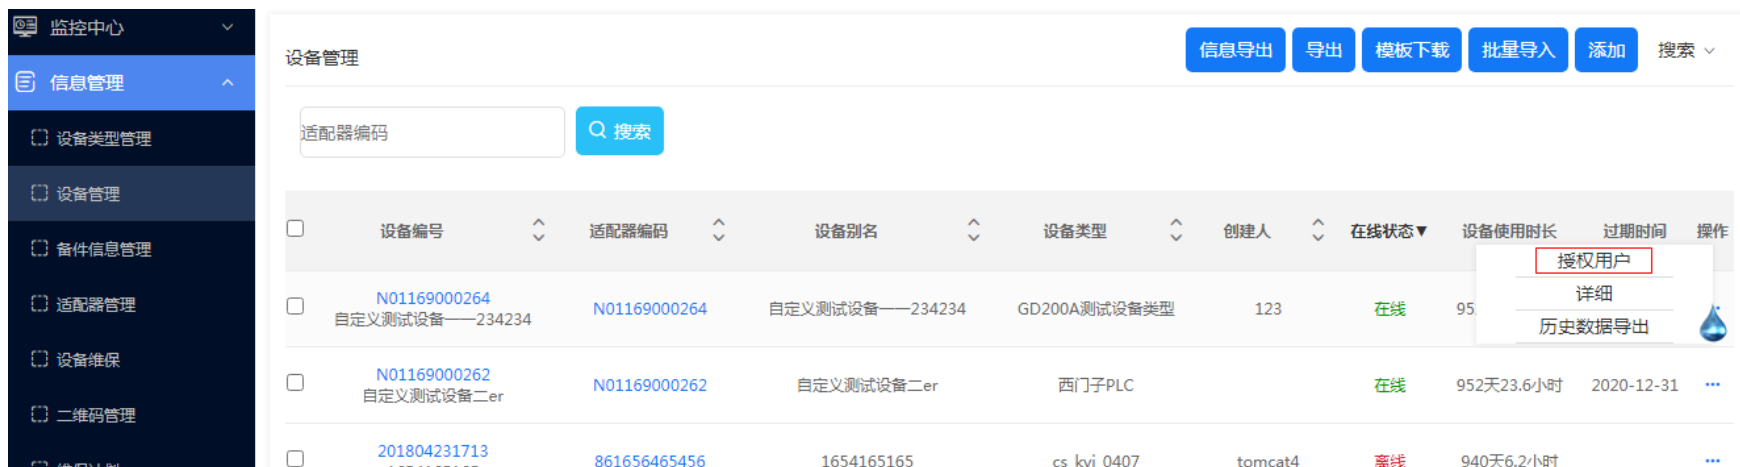 监控中心
信息管理
设备类型管理
设备管理
备件信息管理
适配器管理
设备维保
二维码管理
设备管理
信息导出 导出 模板下载 批量导入 添加 搜索
适配器编码 搜索
设备编号 适配器编码 设备别名 设备类型 创建人 在线状态▼ 设备使用时长 过期时间 操作
授权用户
详细
历史数据导出
N01169000264
自定义测试设备——234234 N01169000264 自定义测试设备——234234 GD200A测试设备类型 123 在线 95
N01169000262
自定义测试设备二er N01169000262 自定义测试设备二er 西门子PLC 在线 952天23.6小时 2020-12-31 ···
201804231713
861656465456 1654165165 cs_kyj_0407 tomcat4 离线 940天6.2小时 ···